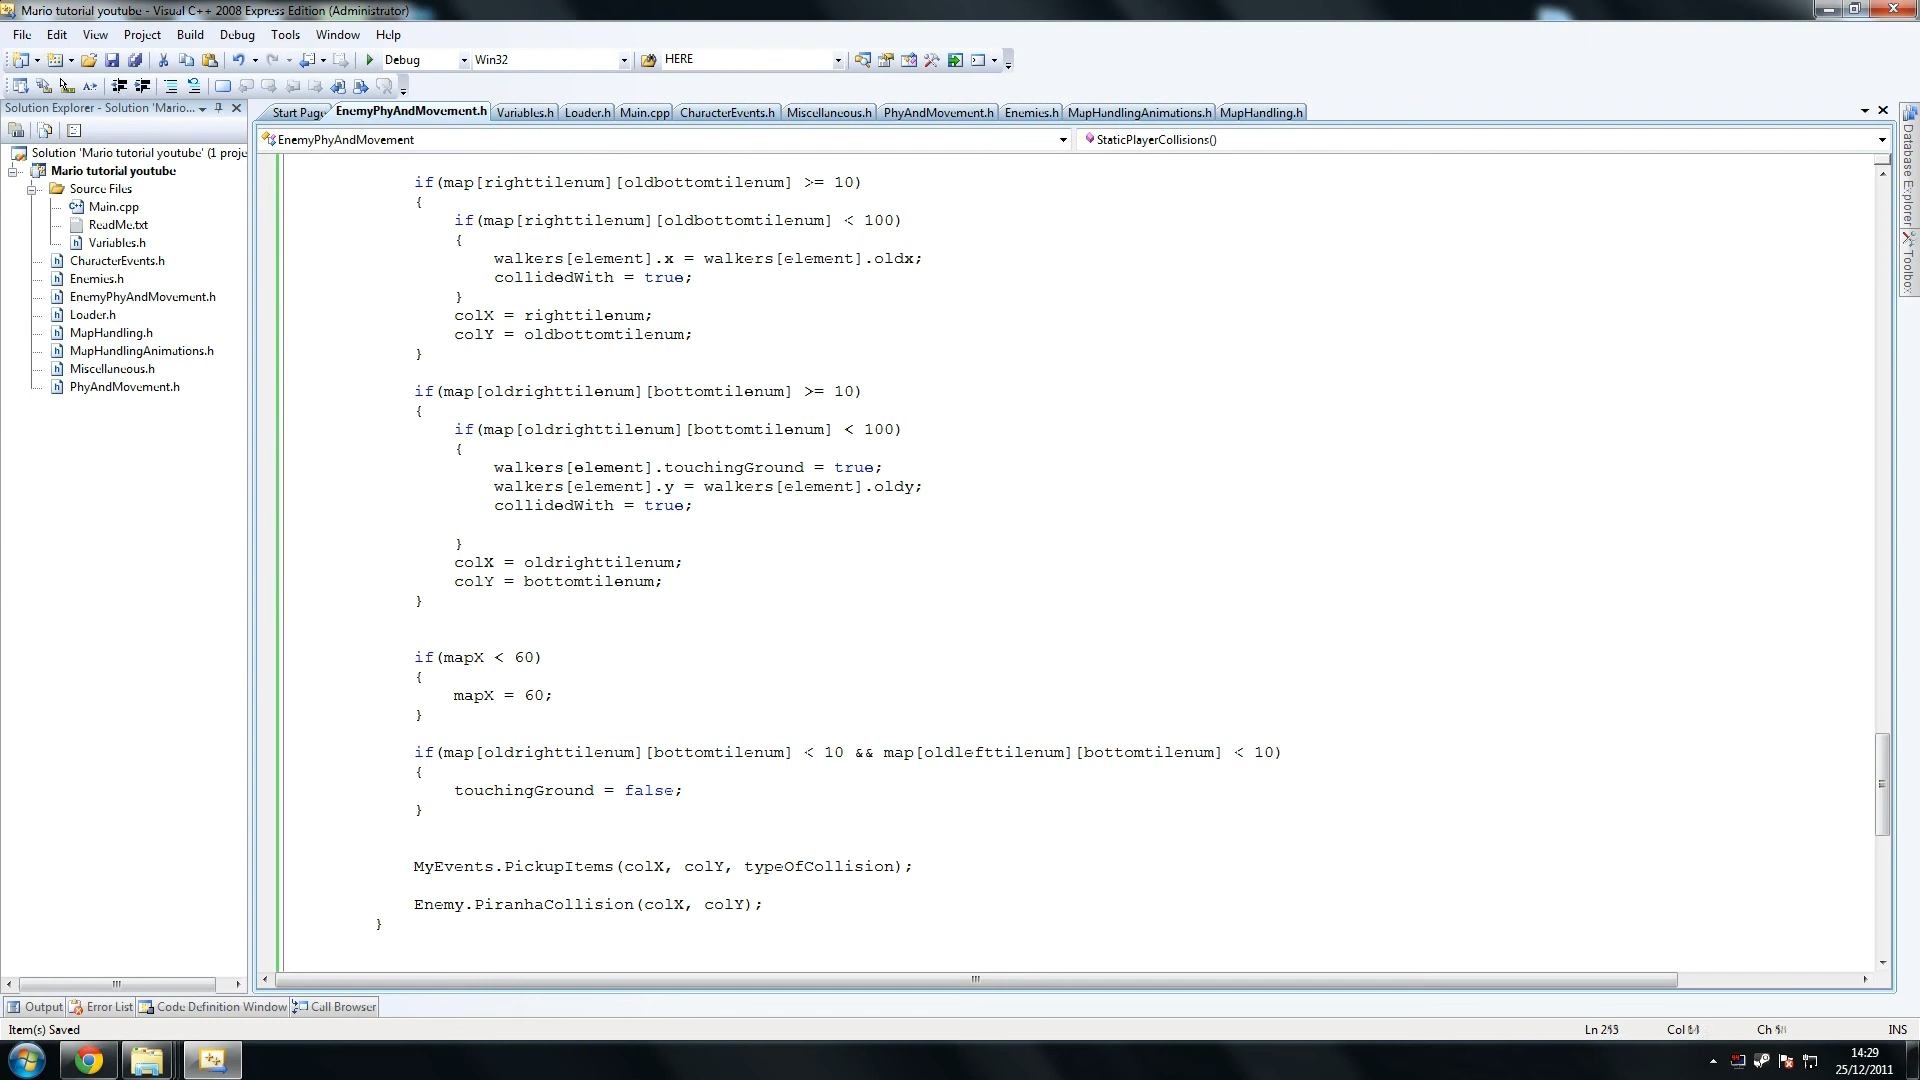 Mario tutorial youtube - Visual C++ 2008 Express Edition (Administrator)
File Edit View Project Build Debug Tools Window Help
Debug Win32 HERE
Solution Explorer - Solution 'Mario...
Start Page EnemyPhyAndMovement.h Variables.h Loader.h Main.cpp CharacterEvents.h Miscellaneous.h PhyAndMovement.h Enemies.h MapHandlingAnimations.h MapHandling.h
EnemyPhyAndMovement StaticPlayerCollisions()
Solution 'Mario tutorial youtube' (1 proje
Mario tutorial youtube
Source Files
Main.cpp
ReadMe.txt
Variables.h
CharacterEvents.h
Enemies.h
EnemyPhyAndMovement.h
Loader.h
MapHandling.h
MapHandlingAnimations.h
Miscellaneous.h
PhyAndMovement.h
if(map[righttilenum][oldbottomtilenum] >= 10)
{
if(map[righttilenum][oldbottomtilenum] < 100)
{
walkers[element].x = walkers[element].oldx;
collidedWith = true;
}
colX = righttilenum;
colY = oldbottomtilenum;
}
if(map[oldrighttilenum][bottomtilenum] >= 10)
{
if(map[oldrighttilenum][bottomtilenum] < 100)
{
walkers[element].touchingGround = true;
walkers[element].y = walkers[element].oldy;
collidedWith = true;
}
colX = oldrighttilenum;
colY = bottomtilenum;
}
if(mapX < 60)
{
mapX = 60;
}
if(map[oldrighttilenum][bottomtilenum] < 10 && map[oldlefttilenum][bottomtilenum] < 10)
{
touchingGround = false;
}
MyEvents.PickupItems(colX, colY, typeOfCollision);
Enemy.PiranhaCollision(colX, colY);
}
Database Explorer
Toolbox
Output Error List Code Definition Window Call Browser
Item(s) Saved Ln Col Ch INS
14:29
25/12/2011